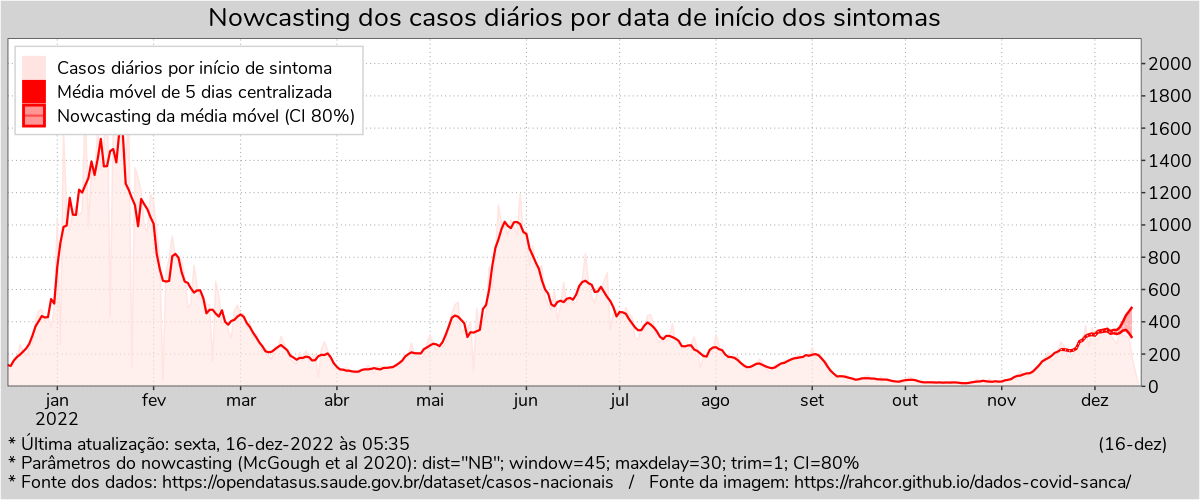 Nowcasting dos casos diários por data de início dos sintomas
Casos diários por início de sintoma
Média móvel de 5 dias centralizada
Nowcasting da média móvel (CI 80%)
2000
1800
1600
1400
1200
1000
800
600
400
200
0
jan fev mar abr mai jun jul ago set out nov dez
2022
* Última atualização: sexta, 16-dez-2022 às 05:35 (16-dez)
* Parâmetros do nowcasting (McGough et al 2020): dist="NB"; window=45; maxdelay=30; trim=1; CI=80%
* Fonte dos dados: https://opendatasus.saude.gov.br/dataset/casos-nacionais / Fonte da imagem: https://rahcor.github.io/dados-covid-sanca/